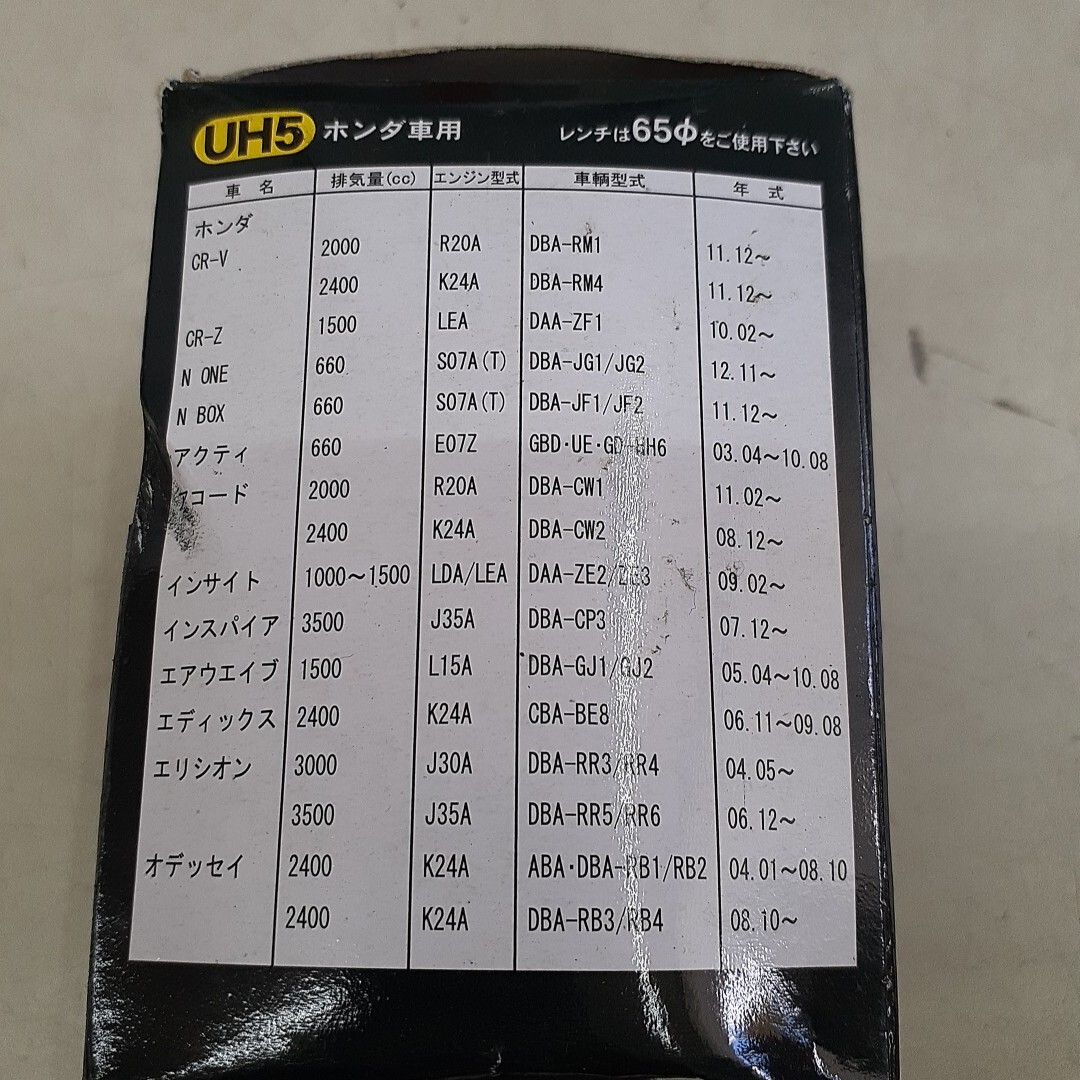 UH5 ホンダ車用 レンチは65φをご使用下さい
車 名 排気量(cc) エンジン型式 車輌型式 年 式
ホンダ
CR-V 2000 R20A DBA-RM1 11.12～
2400 K24A DBA-RM4 11.12～
CR-Z 1500 LEA DAA-ZF1 10.02～
N ONE 660 S07A(T) DBA-JG1/JG2 12.11～
N BOX 660 S07A(T) DBA-JF1/JF2 11.12～
アクティ 660 E07Z GBD･UE･GD-HH6 03.04～10.08
アコード 2000 R20A DBA-CW1 11.02～
2400 K24A DBA-CW2 08.12～
インサイト 1000～1500 LDA/LEA DAA-ZE2/ZE3 09.02～
インスパイア 3500 J35A DBA-CP3 07.12～
エアウエイブ 1500 L15A DBA-GJ1/GJ2 05.04～10.08
エディックス 2400 K24A CBA-BE8 06.11～09.08
エリシオン 3000 J30A DBA-RR3/RR4 04.05～
3500 J35A DBA-RR5/RR6 06.12～
オデッセイ 2400 K24A ABA･DBA-RB1/RB2 04.01～08.10
2400 K24A DBA-RB3/RB4 08.10～